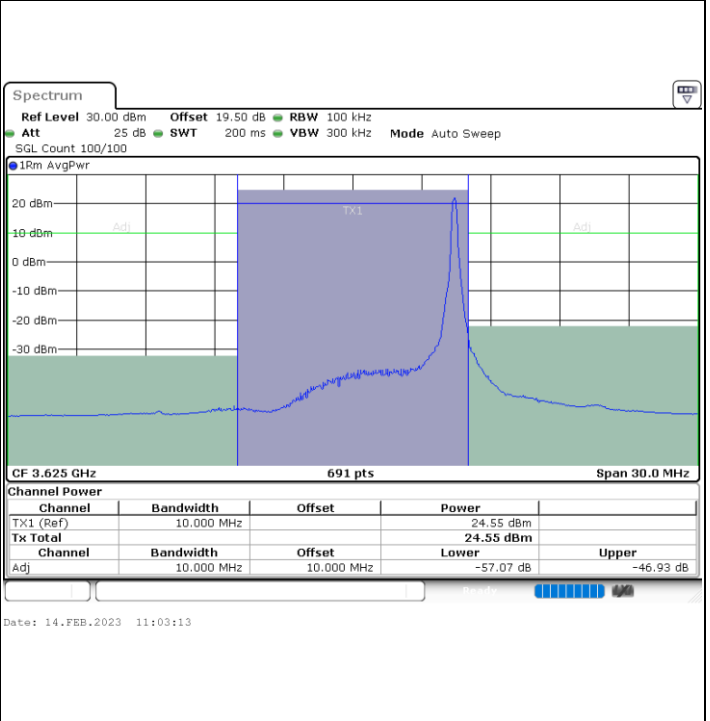 Spectrum
Ref Level 30.00 dBm Offset 19.50 dB RBW 100 kHz
Att 25 dB SWT 200 ms VBW 300 kHz Mode Auto Sweep
SGL Count 100/100
1Rm AvgPwr
20 dBm
TX1
Adj Adj
10 dBm
0 dBm
-10 dBm
-20 dBm
-30 dBm
CF 3.625 GHz 691 pts Span 30.0 MHz
Channel Power
Channel Bandwidth Offset Power
TX1 (Ref) 10.000 MHz 24.55 dBm
Tx Total 24.55 dBm
Channel Bandwidth Offset Lower Upper
Adj 10.000 MHz 10.000 MHz -57.07 dB -46.93 dB
Ready
Date: 14.FEB.2023 11:03:13